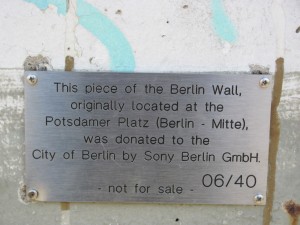 This piece of the Berlin Wall,
originally located at the
Potsdamer Platz (Berlin - Mitte),
was donated to the
City of Berlin by Sony Berlin GmbH.
- not for sale - 06/40